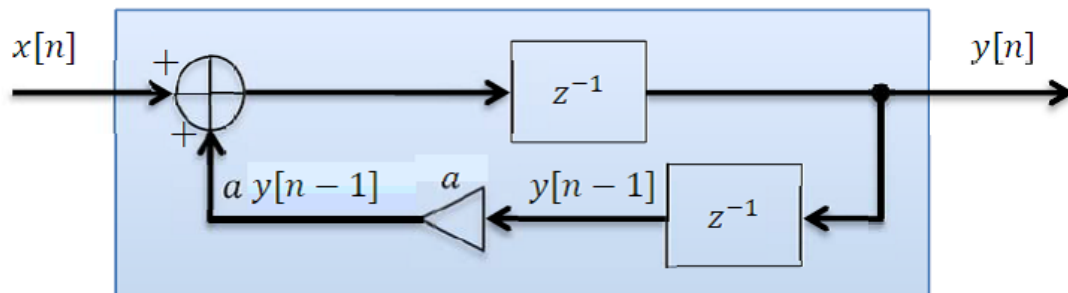 x[n]
y[n]
+
z⁻¹
+
a y[n − 1]
a
y[n − 1]
z⁻¹